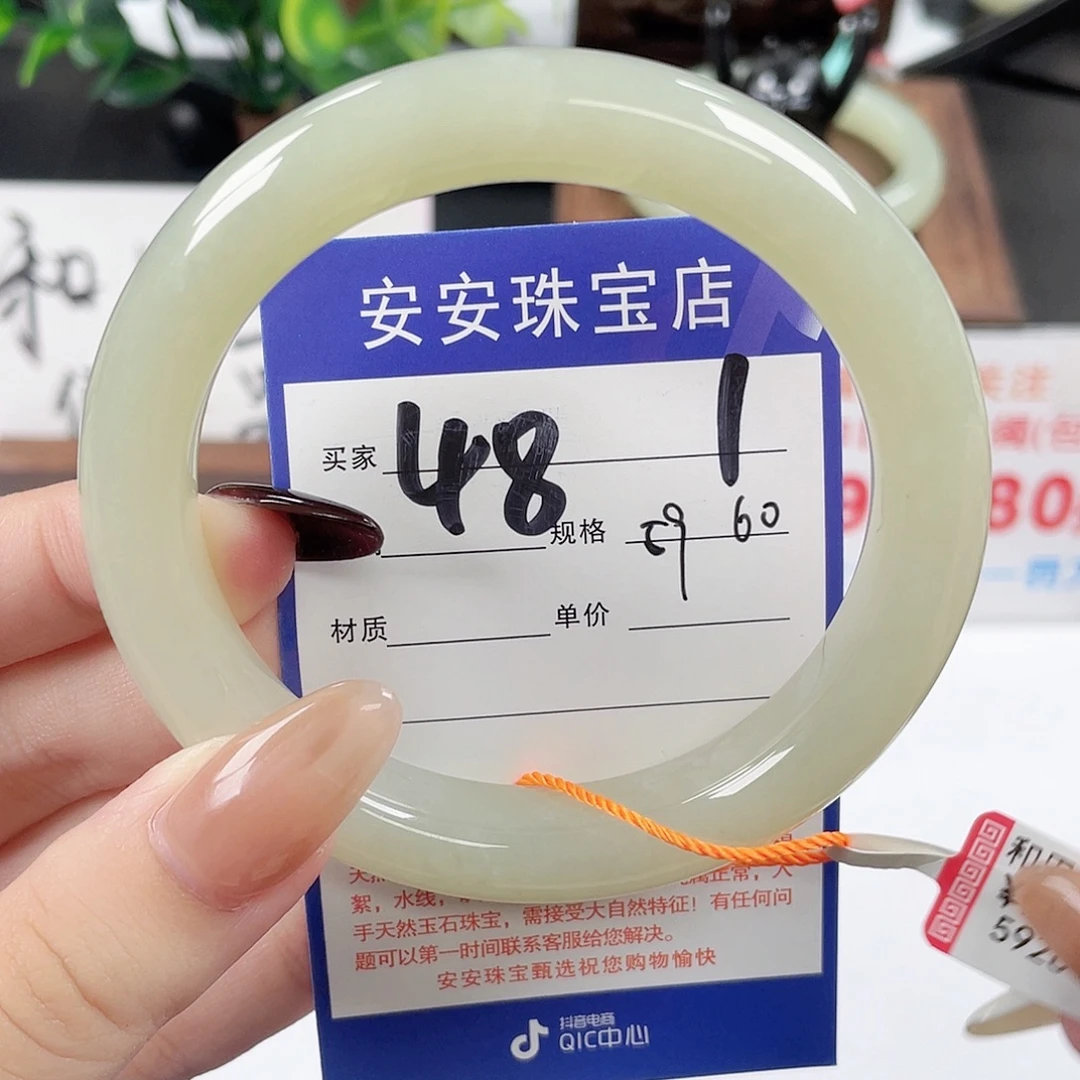 安安珠宝店
买家 48 1
规格 59 60
材质 单价
絮，水线，
手天然玉石珠宝，需接受大自然特征！有任何问
题可以第一时间联系客服给您解决。
安安珠宝甄选祝您购物愉快
抖音电商
QIC中心
和
关注
80
和
592